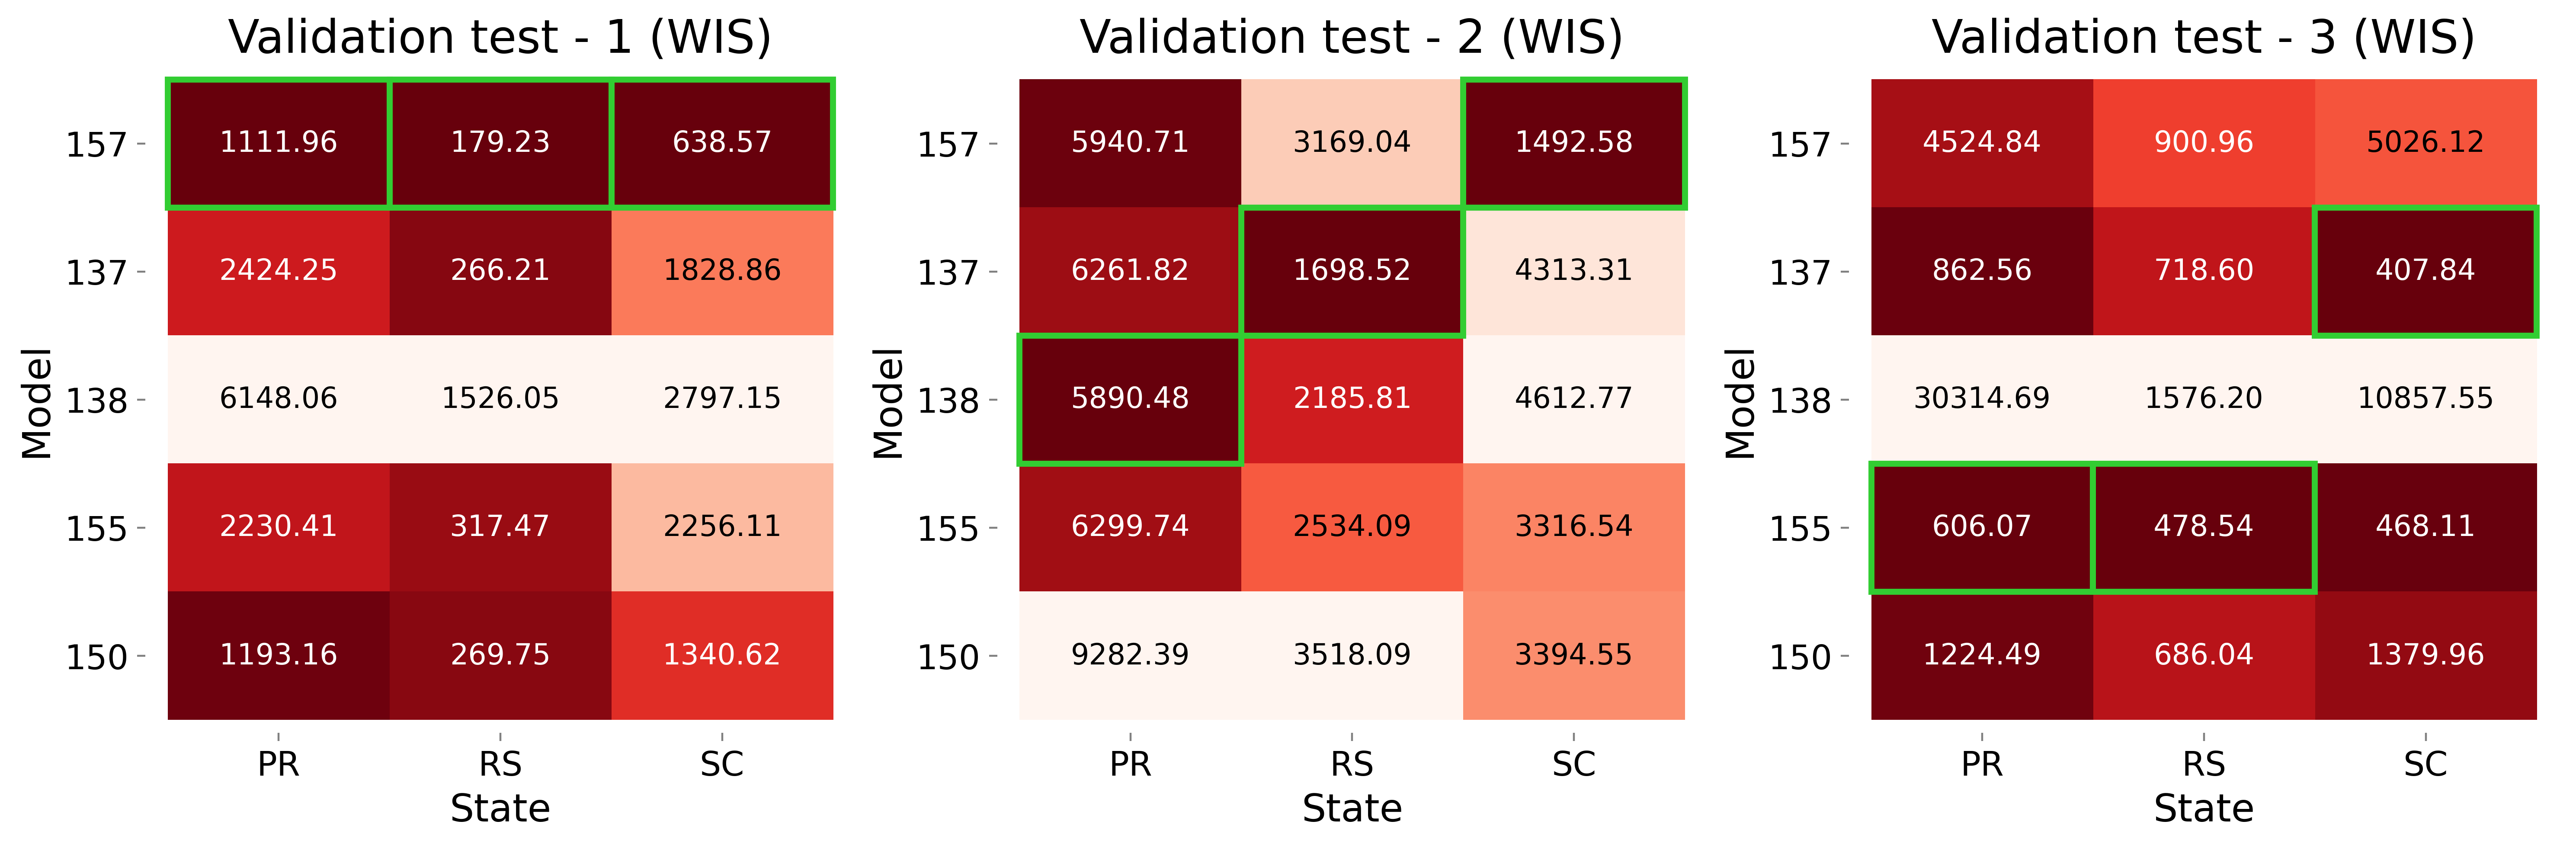 Validation test - 1 (WIS)
Model
157 1111.96 179.23 638.57
137 2424.25 266.21 1828.86
138 6148.06 1526.05 2797.15
155 2230.41 317.47 2256.11
150 1193.16 269.75 1340.62
PR RS SC
State
Validation test - 2 (WIS)
Model
157 5940.71 3169.04 1492.58
137 6261.82 1698.52 4313.31
138 5890.48 2185.81 4612.77
155 6299.74 2534.09 3316.54
150 9282.39 3518.09 3394.55
PR RS SC
State
Validation test - 3 (WIS)
Model
157 4524.84 900.96 5026.12
137 862.56 718.60 407.84
138 30314.69 1576.20 10857.55
155 606.07 478.54 468.11
150 1224.49 686.04 1379.96
PR RS SC
State